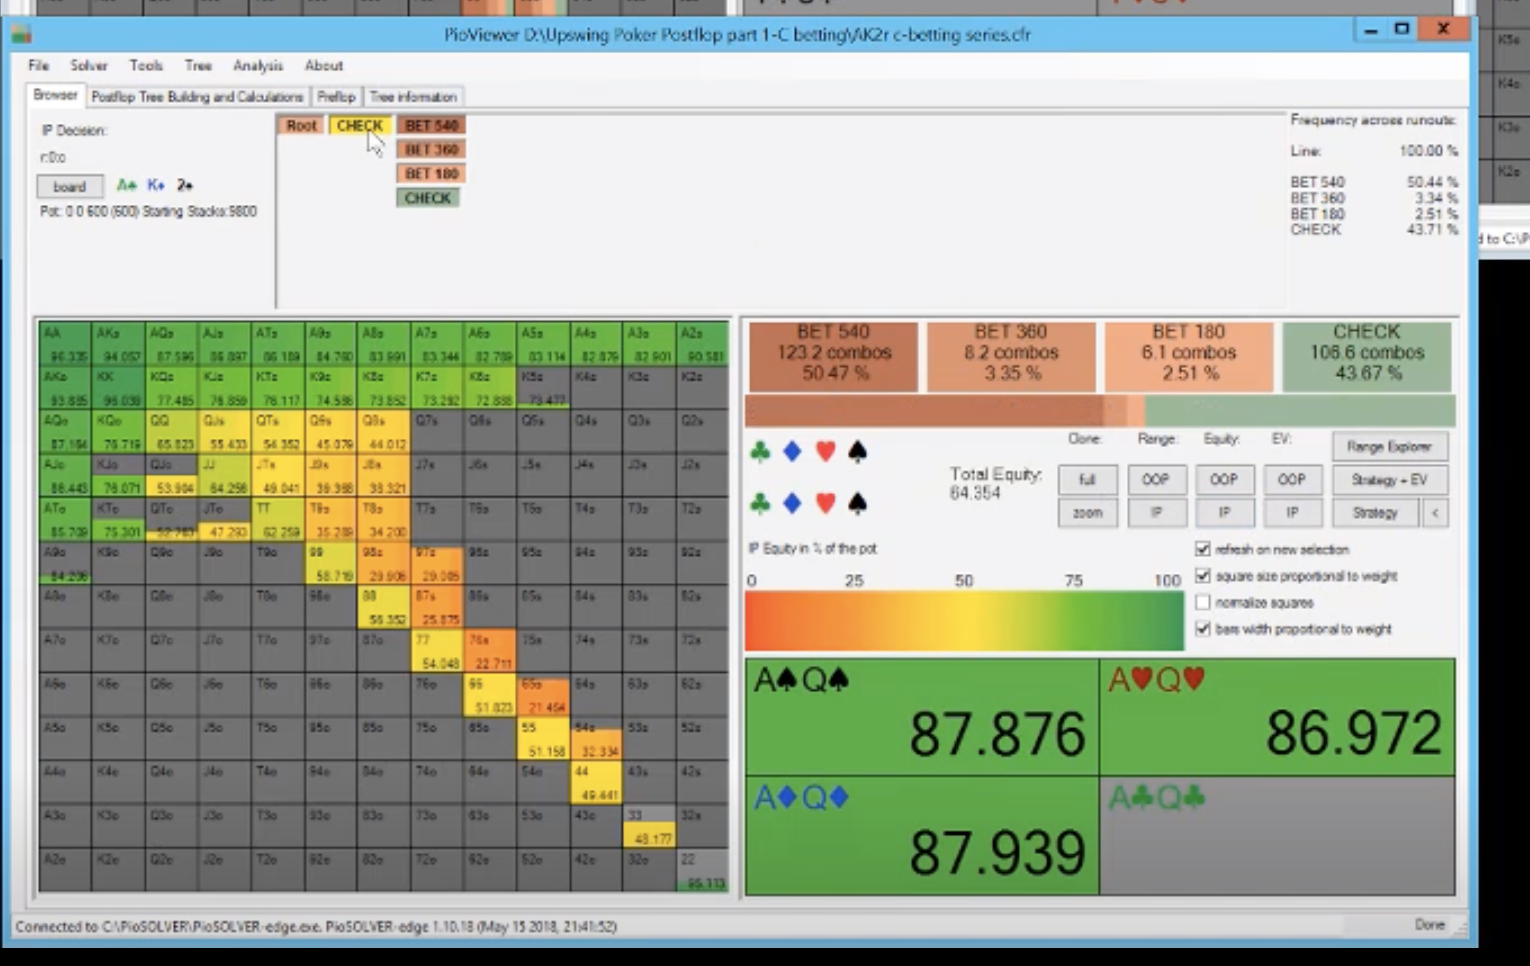 PioViewer D:\Upswing Poker Postflop part 1-C betting\AK2r c-betting series.cfr
File Solver Tools Tree Analysis About
Browser Postflop Tree Building and Calculations Preflop Tree information
IP Decision:
r:0:c
board A♣ K♦ 2♠
Pot: 0 0 600 (600) Starting Stacks:9800
Root CHECK BET 540
BET 360
BET 180
CHECK
Frequency across runouts:
Line: 100.00 %
BET 540 50.44 %
BET 360 3.34 %
BET 180 2.51 %
CHECK 43.71 %
K5o
K4o
K3o
K2o
d to C:\P
AA AKs AQs AJs ATs A9s A8s A7s A6s A5s A4s A3s A2s
96.335 94.057 87.596 86.897 86.189 84.760 83.991 83.344 82.789 83.114 82.879 82.901 90.581
AKo KK KQs KJs KTs K9s K8s K7s K6s K5s K4s K3s K2s
93.885 96.039 77.485 76.859 76.117 74.586 73.852 73.292 72.888 73.477
AQo KQo QQ QJs QTs Q9s Q8s Q7s Q6s Q5s Q4s Q3s Q2s
87.164 76.719 65.823 55.433 54.352 45.079 44.012
AJo KJo QJo JJ JTs J9s J8s J7s J6s J5s J4s J3s J2s
86.443 76.071 53.904 64.256 49.041 39.368 38.321
ATo KTo QTo JTo TT T9s T8s T7s T6s T5s T4s T3s T2s
85.709 75.301 52.763 47.293 62.259 35.289 34.200
A9o K9o Q9o J9o T9o 99 98s 97s 96s 95s 94s 93s 92s
84.206 58.719 29.906 29.085
A8o K8o Q8o J8o T8o 98o 88 87s 86s 85s 84s 83s 82s
56.352 25.875
A7o K7o Q7o J7o T7o 97o 87o 77 76s 75s 74s 73s 72s
54.048 22.711
A6o K6o Q6o J6o T6o 96o 86o 76o 66 65s 64s 63s 62s
51.823 21.454
A5o K5o Q5o J5o T5o 95o 85o 75o 65o 55 54s 53s 52s
51.158 32.334
A4o K4o Q4o J4o T4o 94o 84o 74o 64o 54o 44 43s 42s
49.441
A3o K3o Q3o J3o T3o 93o 83o 73o 63o 53o 43o 33 32s
48.177
A2o K2o Q2o J2o T2o 92o 82o 72o 62o 52o 42o 32o 22
95.113
BET 540 BET 360 BET 180 CHECK
123.2 combos 8.2 combos 6.1 combos 106.6 combos
50.47 % 3.35 % 2.51 % 43.67 %
Clone: Range: Equity: EV: Range Explorer
Total Equity:
64.354
full OOP OOP OOP Strategy + EV
zoom IP IP IP Strategy <
IP Equity in % of the pot
0 25 50 75 100
refresh on new selection
square size proportional to weight
normalize squares
bars width proportional to weight
A♠Q♠ A♥Q♥
87.876 86.972
A♦Q♦ A♣Q♣
87.939
Connected to C:\PioSOLVER\PioSOLVER-edge.exe. PioSOLVER-edge 1.10.18 (May 15 2018, 21:41:52) Done